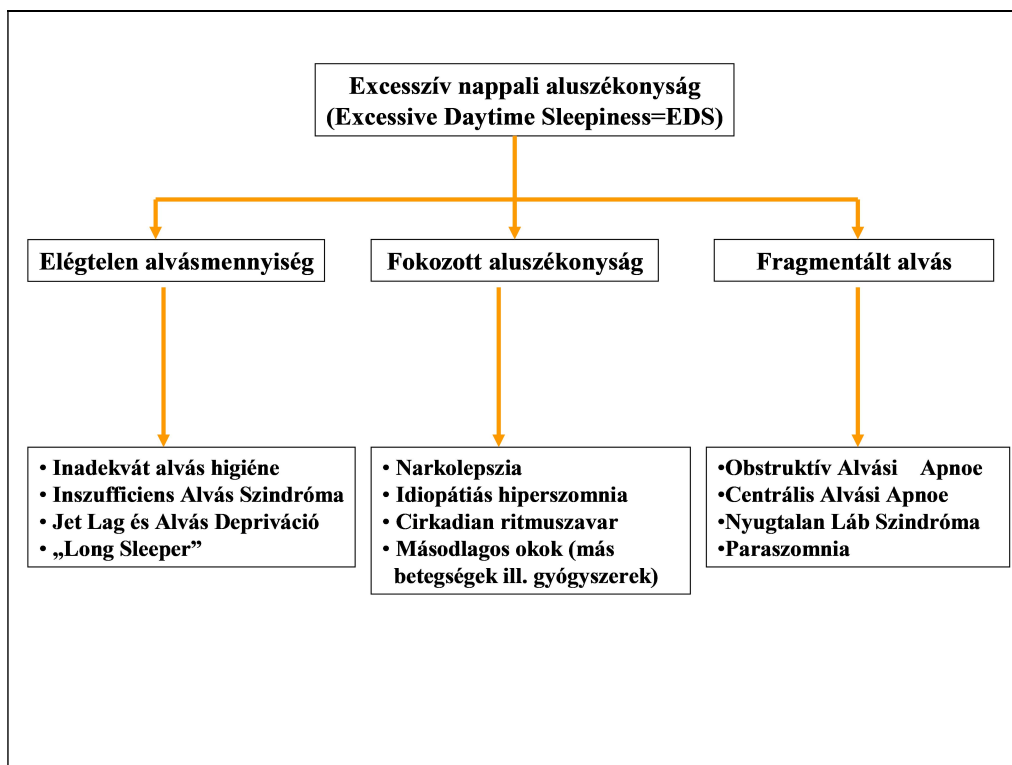 Excesszív nappali aluszékonyság
(Excessive Daytime Sleepiness=EDS)
Elégtelen alvásmennyiség
Fokozott aluszékonyság
Fragmentált alvás
• Inadekvát alvás higiéne
• Inszufficiens Alvás Szindróma
• Jet Lag és Alvás Depriváció
• „Long Sleeper”
• Narkolepszia
• Idiopátiás hiperszomnia
• Cirkadian ritmuszavar
• Másodlagos okok (más
betegségek ill. gyógyszerek)
•Obstruktív Alvási Apnoe
•Centrális Alvási Apnoe
•Nyugtalan Láb Szindróma
•Paraszomnia